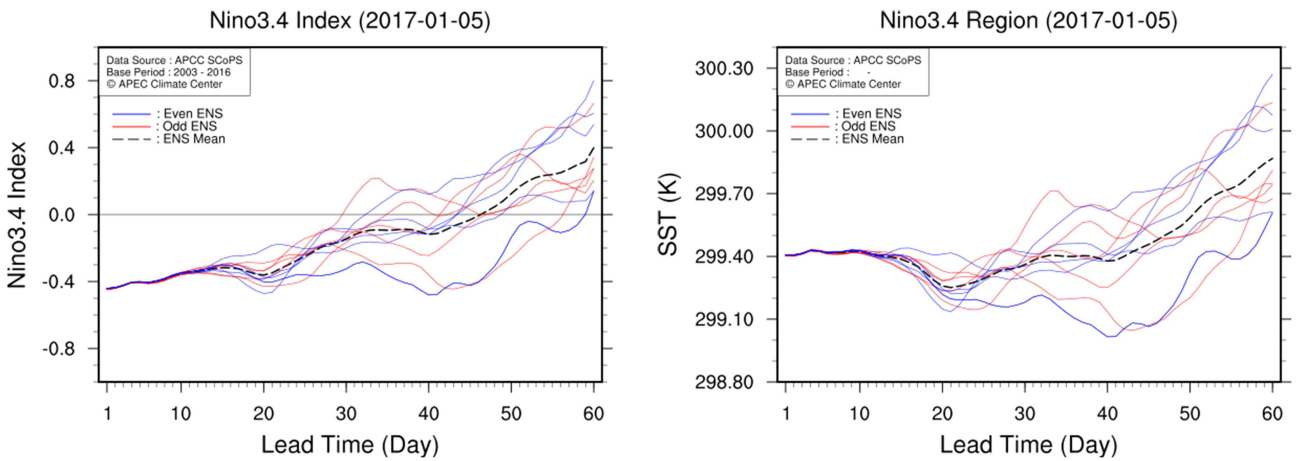 Nino3.4 Index (2017-01-05)
Data Source : APCC SCoPS
Base Period : 2003 - 2016
© APEC Climate Center
: Even ENS
: Odd ENS
: ENS Mean
Nino3.4 Index
0.8
0.4
0.0
-0.4
-0.8
1 10 20 30 40 50 60
Lead Time (Day)
Nino3.4 Region (2017-01-05)
Data Source : APCC SCoPS
Base Period : -
© APEC Climate Center
: Even ENS
: Odd ENS
: ENS Mean
SST (K)
300.30
300.00
299.70
299.40
299.10
298.80
1 10 20 30 40 50 60
Lead Time (Day)